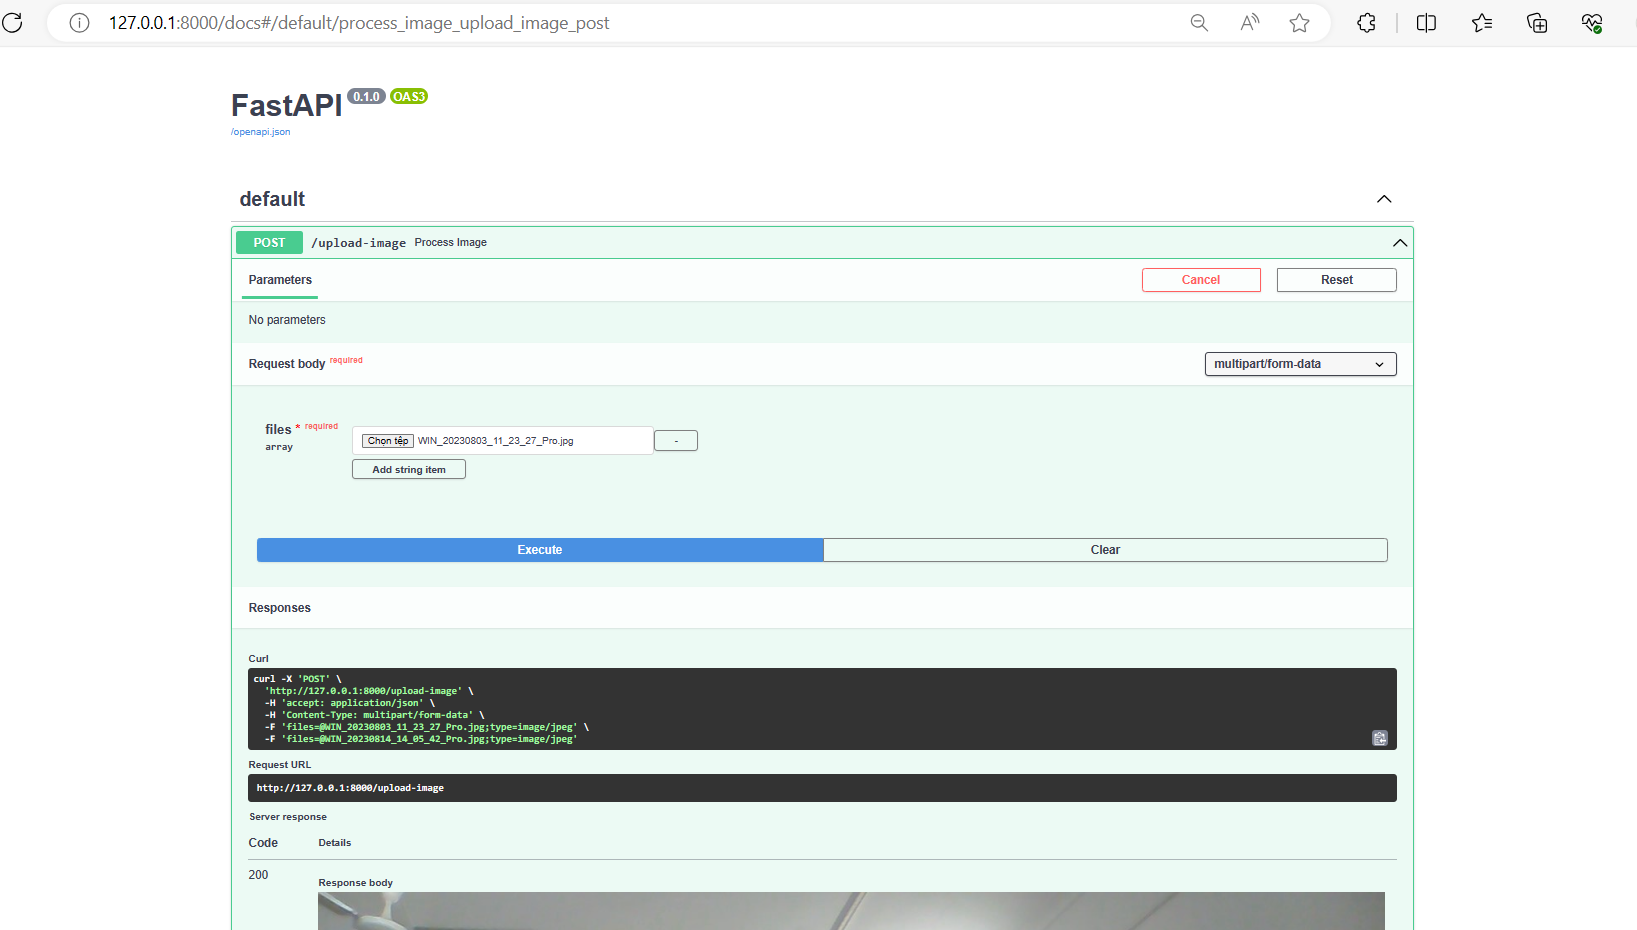 127.0.0.1:8000/docs#/default/process_image_upload_image_post
FastAPI 0.1.0 OAS3
/openapi.json
default
POST /upload-image Process Image
Parameters
Cancel
Reset
No parameters
Request body required
multipart/form-data
files * required
array
Chọn tệp WIN_20230803_11_23_27_Pro.jpg
-
Add string item
Execute
Clear
Responses
Curl
curl -X 'POST' \
'http://127.0.0.1:8000/upload-image' \
-H 'accept: application/json' \
-H 'Content-Type: multipart/form-data' \
-F 'files=@WIN_20230803_11_23_27_Pro.jpg;type=image/jpeg' \
-F 'files=@WIN_20230814_14_05_42_Pro.jpg;type=image/jpeg'
Request URL
http://127.0.0.1:8000/upload-image
Server response
Code Details
200
Response body